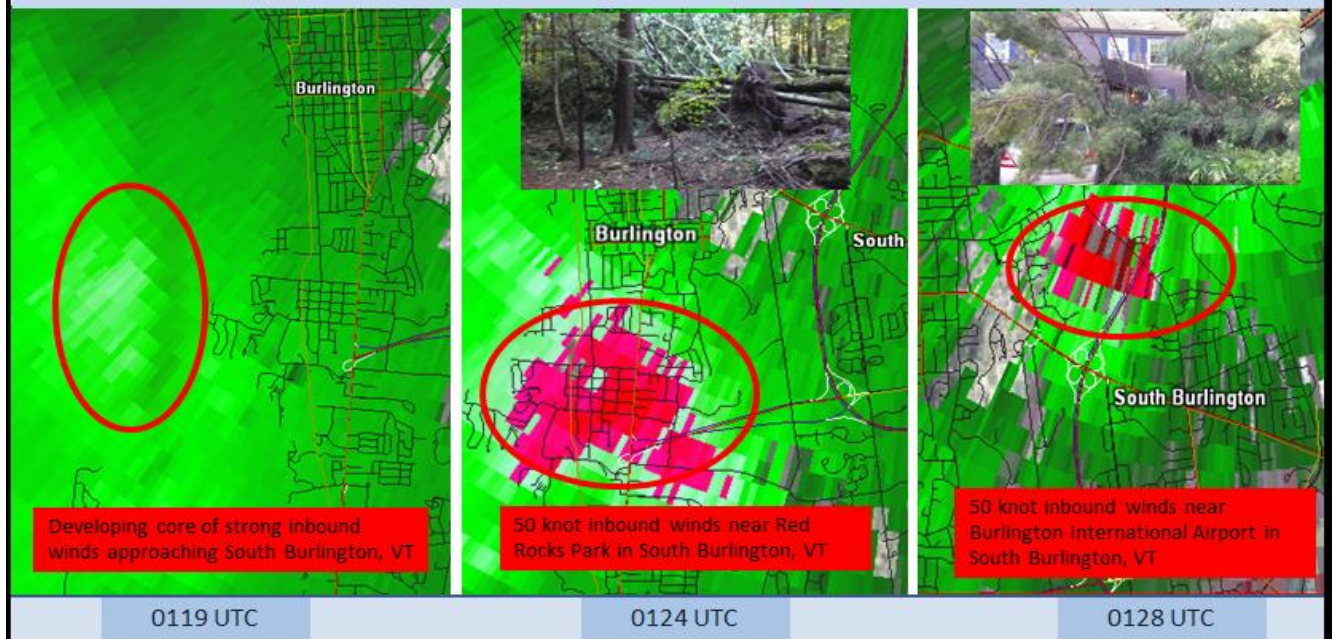 Burlington
Developing core of strong inbound
winds approaching South Burlington, VT
0119 UTC
Burlington
South
50 knot inbound winds near Red
Rocks Park in South Burlington, VT
0124 UTC
South Burlington
50 knot inbound winds near
Burlington International Airport in
South Burlington, VT
0128 UTC